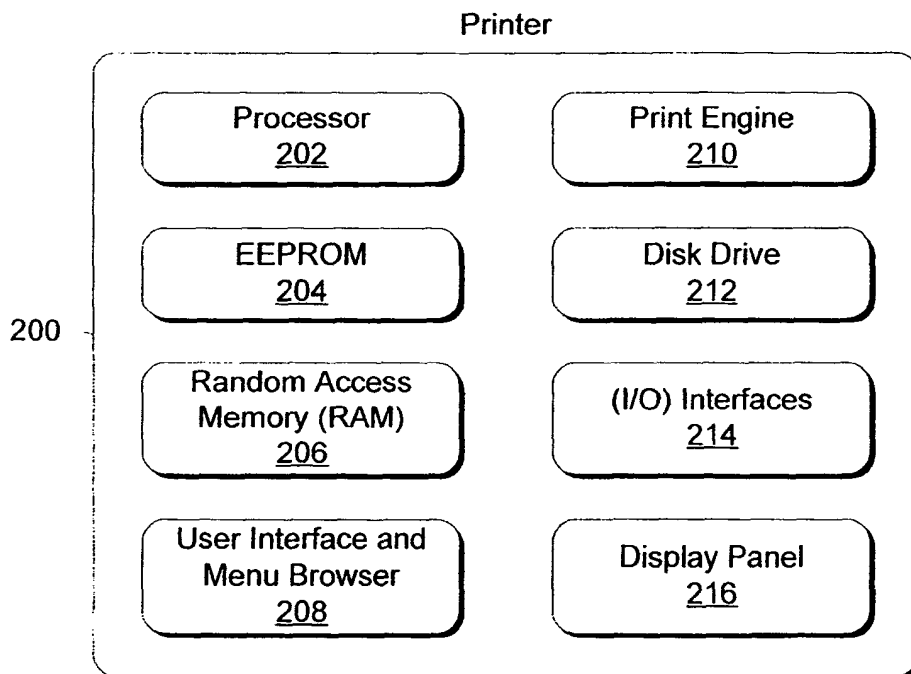 Printer
Processor
202
Print Engine
210
EEPROM
204
Disk Drive
212
200
Random Access
Memory (RAM)
206
(I/O) Interfaces
214
User Interface and
Menu Browser
208
Display Panel
216